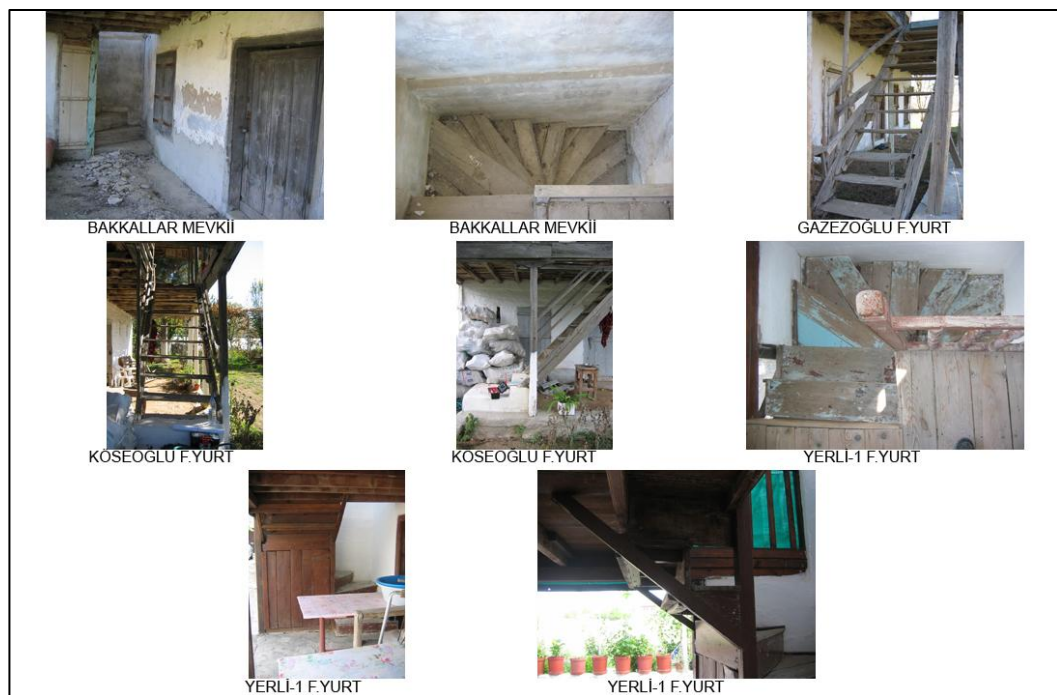 BAKKALLAR MEVKİİ
BAKKALLAR MEVKİİ
GAZEZOĞLU F.YURT
KÖSEOĞLU F.YURT
KÖSEOĞLU F.YURT
YERLİ-1 F.YURT
YERLİ-1 F.YURT
YERLİ-1 F.YURT